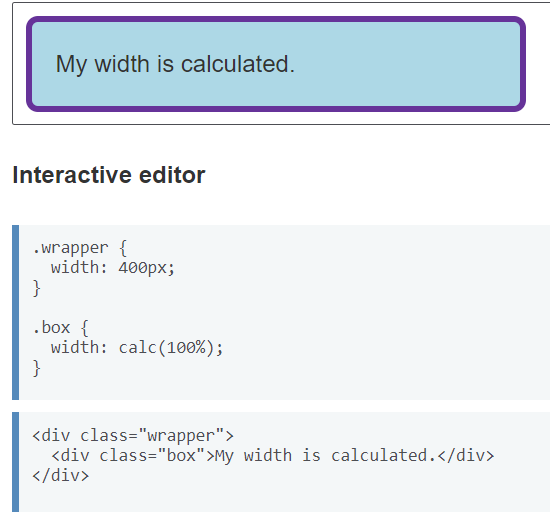 My width is calculated.
Interactive editor
.wrapper {
  width: 400px;
}

.box {
  width: calc(100%);
}
<div class="wrapper">
  <div class="box">My width is calculated.</div>
</div>